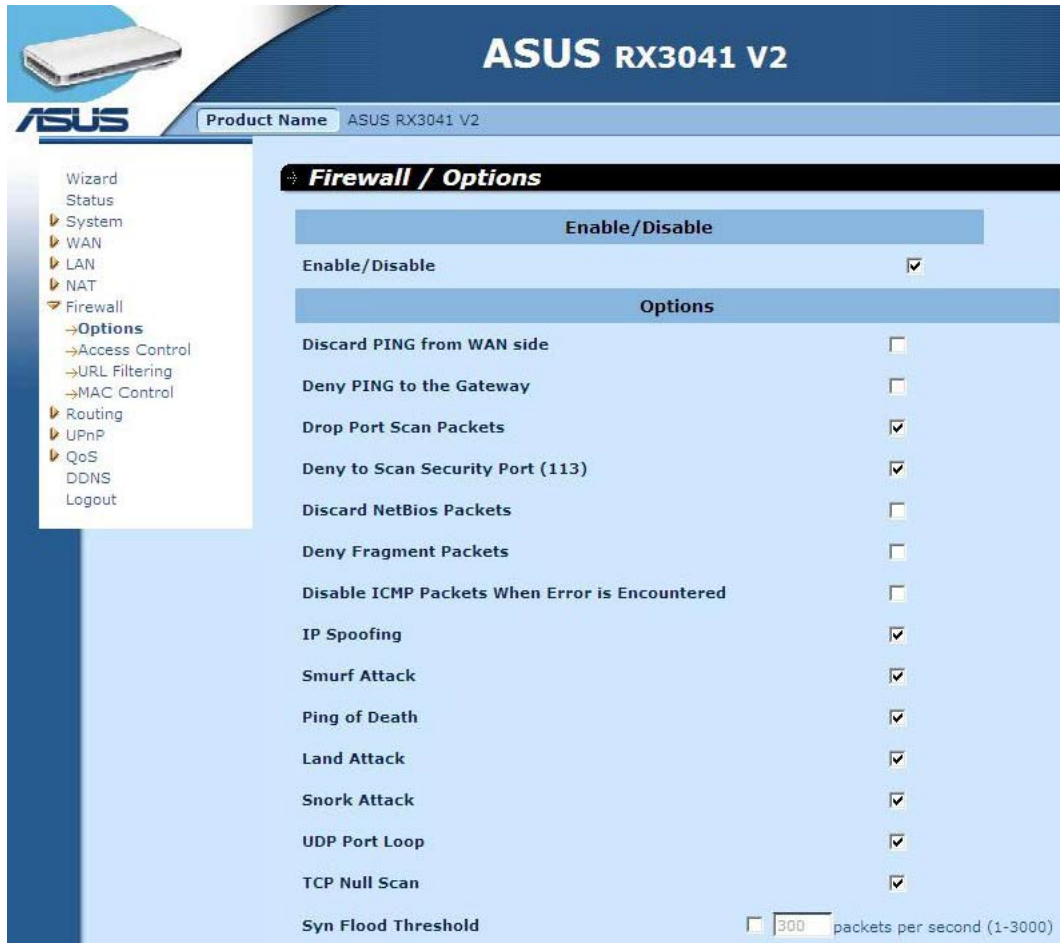 ASUS RX3041 V2
ASUS
Product Name ASUS RX3041 V2
Wizard
Status
System
WAN
LAN
NAT
Firewall
Options
Access Control
URL Filtering
MAC Control
Routing
UPnP
QoS
DDNS
Logout
Firewall / Options
Enable/Disable
Enable/Disable
Options
Discard PING from WAN side
Deny PING to the Gateway
Drop Port Scan Packets
Deny to Scan Security Port (113)
Discard NetBios Packets
Deny Fragment Packets
Disable ICMP Packets When Error is Encountered
IP Spoofing
Smurf Attack
Ping of Death
Land Attack
Snork Attack
UDP Port Loop
TCP Null Scan
Syn Flood Threshold 300 packets per second (1-3000)